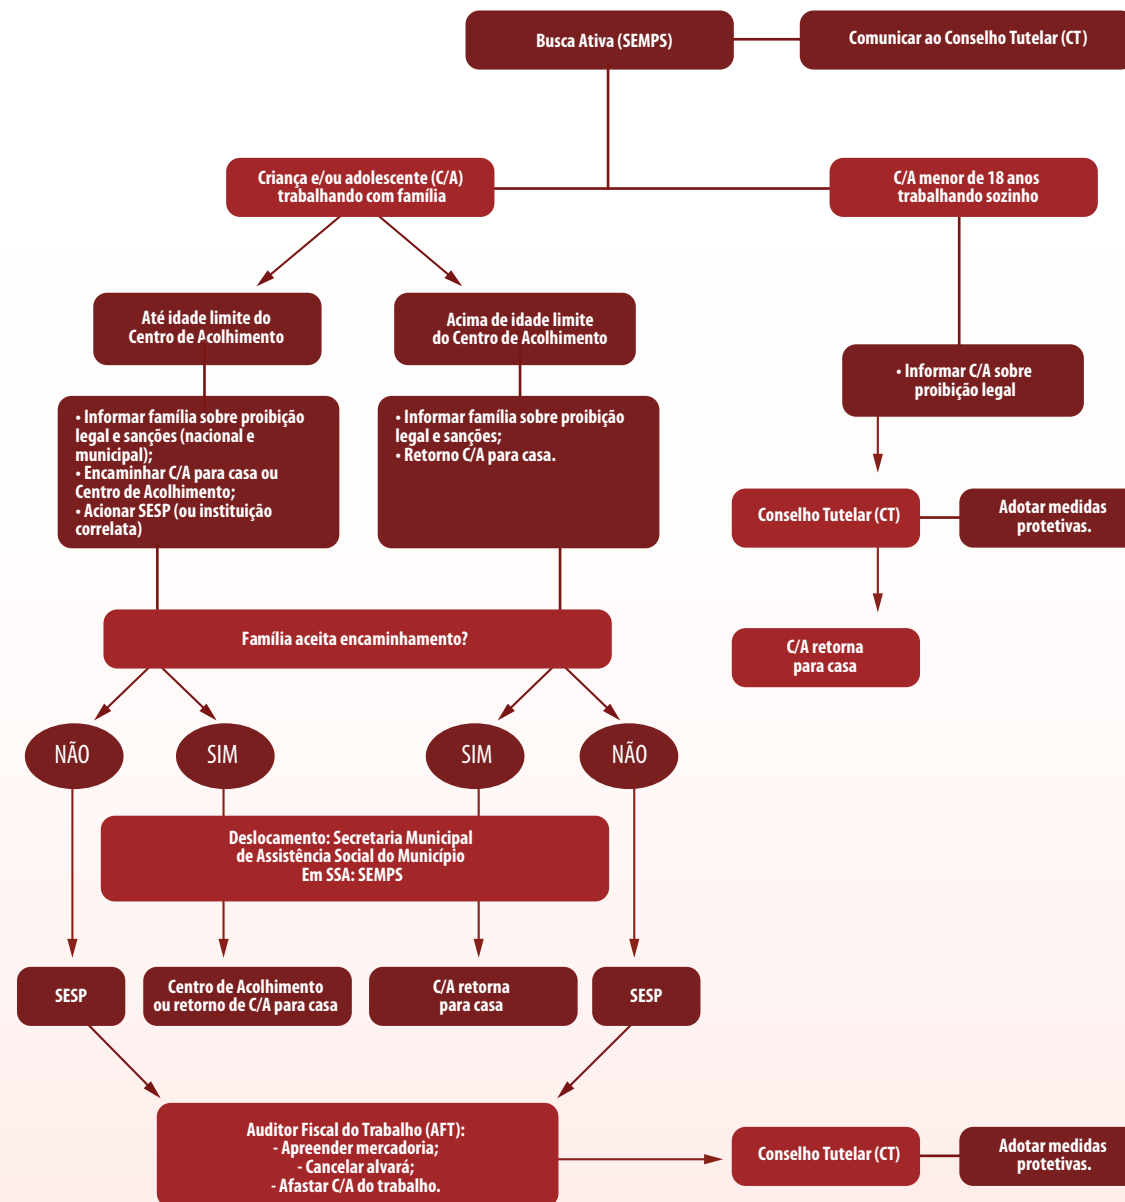 Busca Ativa (SEMPS)
Comunicar ao Conselho Tutelar (CT)
Criança e/ou adolescente (C/A)
trabalhando com família
C/A menor de 18 anos
trabalhando sozinho
Até idade limite do
Centro de Acolhimento
Acima de idade limite
do Centro de Acolhimento
• Informar C/A sobre
proibição legal
• Informar família sobre proibição
legal e sanções (nacional e
municipal);
• Encaminhar C/A para casa ou
Centro de Acolhimento;
• Acionar SESP (ou instituição
correlata)
• Informar família sobre proibição
legal e sanções;
• Retorno C/A para casa.
Conselho Tutelar (CT)
Adotar medidas
protetivas.
Família aceita encaminhamento?
C/A retorna
para casa
NÃO
SIM
SIM
NÃO
Deslocamento: Secretaria Municipal
de Assistência Social do Município
Em SSA: SEMPS
SESP
Centro de Acolhimento
ou retorno de C/A para casa
C/A retorna
para casa
SESP
Auditor Fiscal do Trabalho (AFT):
- Apreender mercadoria;
- Cancelar alvará;
- Afastar C/A do trabalho.
Conselho Tutelar (CT)
Adotar medidas
protetivas.